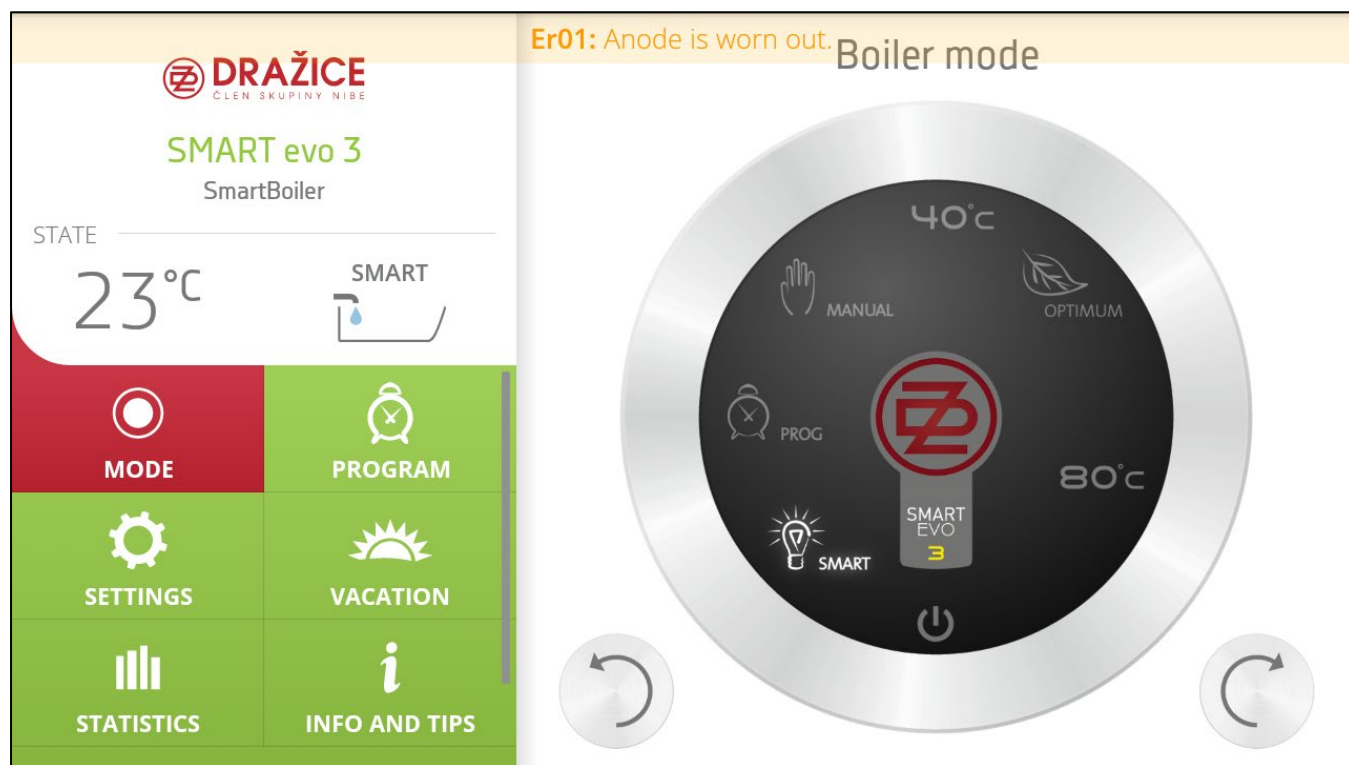 Er01: Anode is worn out.
DRAŽICE
ČLEN SKUPINY NIBE
SMART evo 3
SmartBoiler
STATE
23°C
SMART
MODE
PROGRAM
SETTINGS
VACATION
STATISTICS
INFO AND TIPS
Boiler mode
40°C
MANUAL
OPTIMUM
PROG
80°C
SMART
EVO
3
SMART